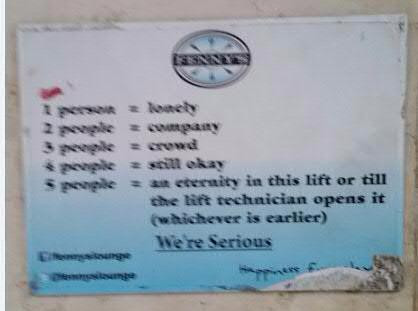 FENNY'S
1 person = lonely
2 people = company
3 people = crowd
4 people = still okay
5 people = an eternity in this lift or till
the lift technician opens it
(whichever is earlier)
We're Serious
/fennyslounge
@fennyslounge
Happiness